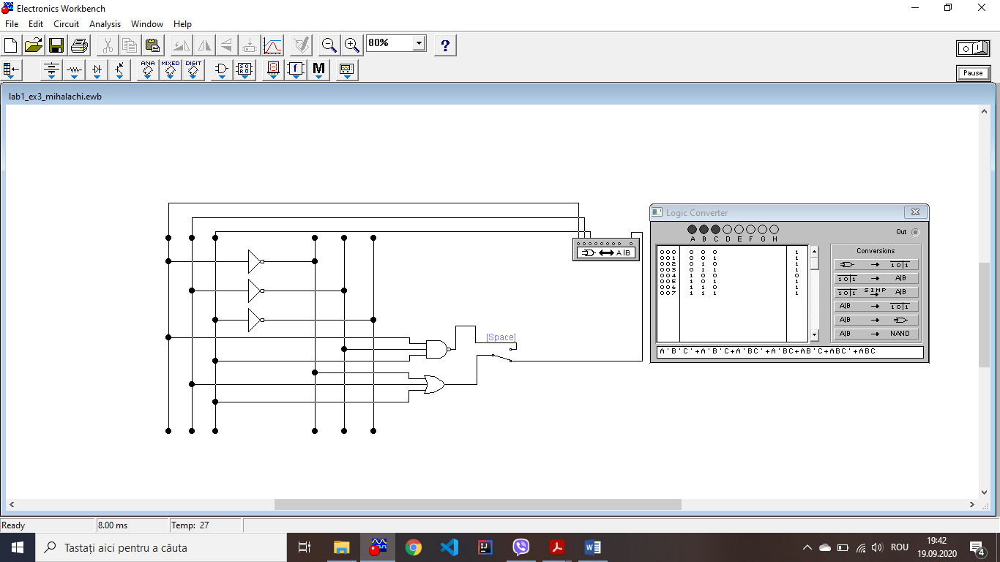 Electronics Workbench
File Edit Circuit Analysis Window Help
80%
?
0 1
ANA MIXED DIGIT
f
M
Pause
lab1_ex3_mihalachi.ewb
Logic Converter
A B C D E F G H
Out
A|B
000 0 0 0 1
001 0 0 1 1
002 0 1 0 1
003 0 1 1 1
004 1 0 0 0
005 1 0 1 1
006 1 1 0 1
007 1 1 1 1
Conversions
→ 1 0 1
1 0 1 → A|B
1 0 1 SIMP → A|B
A|B → 1 0 1
A|B →
A|B → NAND
[Space]
A'B'C'+A'B'C+A'BC'+A'BC+AB'C+ABC'+ABC
Ready 8.00 ms Temp: 27
Tastați aici pentru a căuta
IJ
W
ROU
19:42
19.09.2020
4